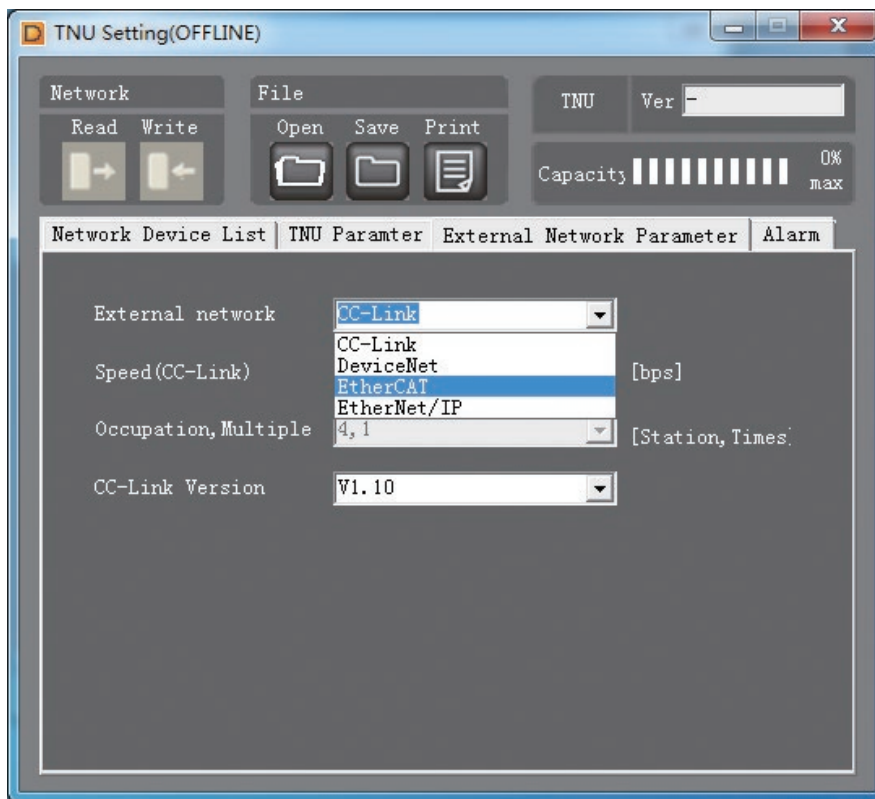 TNU Setting(OFFLINE)
Network
Read Write
File
Open Save Print
TNU Ver -
Capacity 0%
max
Network Device List TNU Paramter External Network Parameter Alarm
External network CC-Link
CC-Link
DeviceNet
EtherCAT
EtherNet/IP
Speed(CC-Link) [bps]
Occupation,Multiple 4,1 [Station,Times]
CC-Link Version V1.10